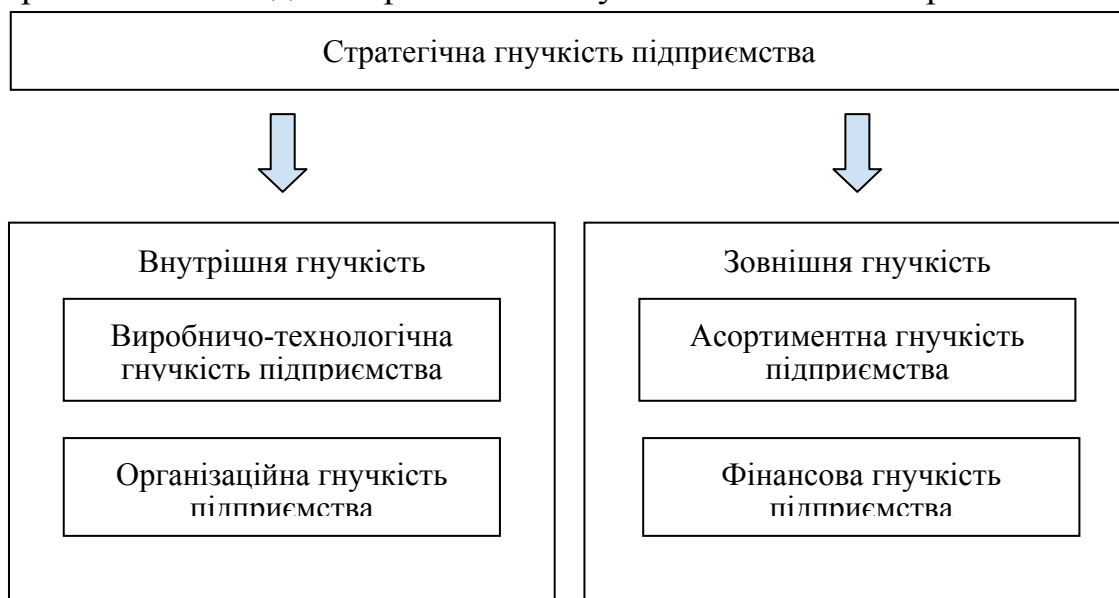 Стратегічна гнучкість підприємства
Внутрішня гнучкість
Виробничо-технологічна
гнучкість підприємства
Організаційна гнучкість
підприємства
Зовнішня гнучкість
Асортиментна гнучкість
підприємства
Фінансова гнучкість
підприємства